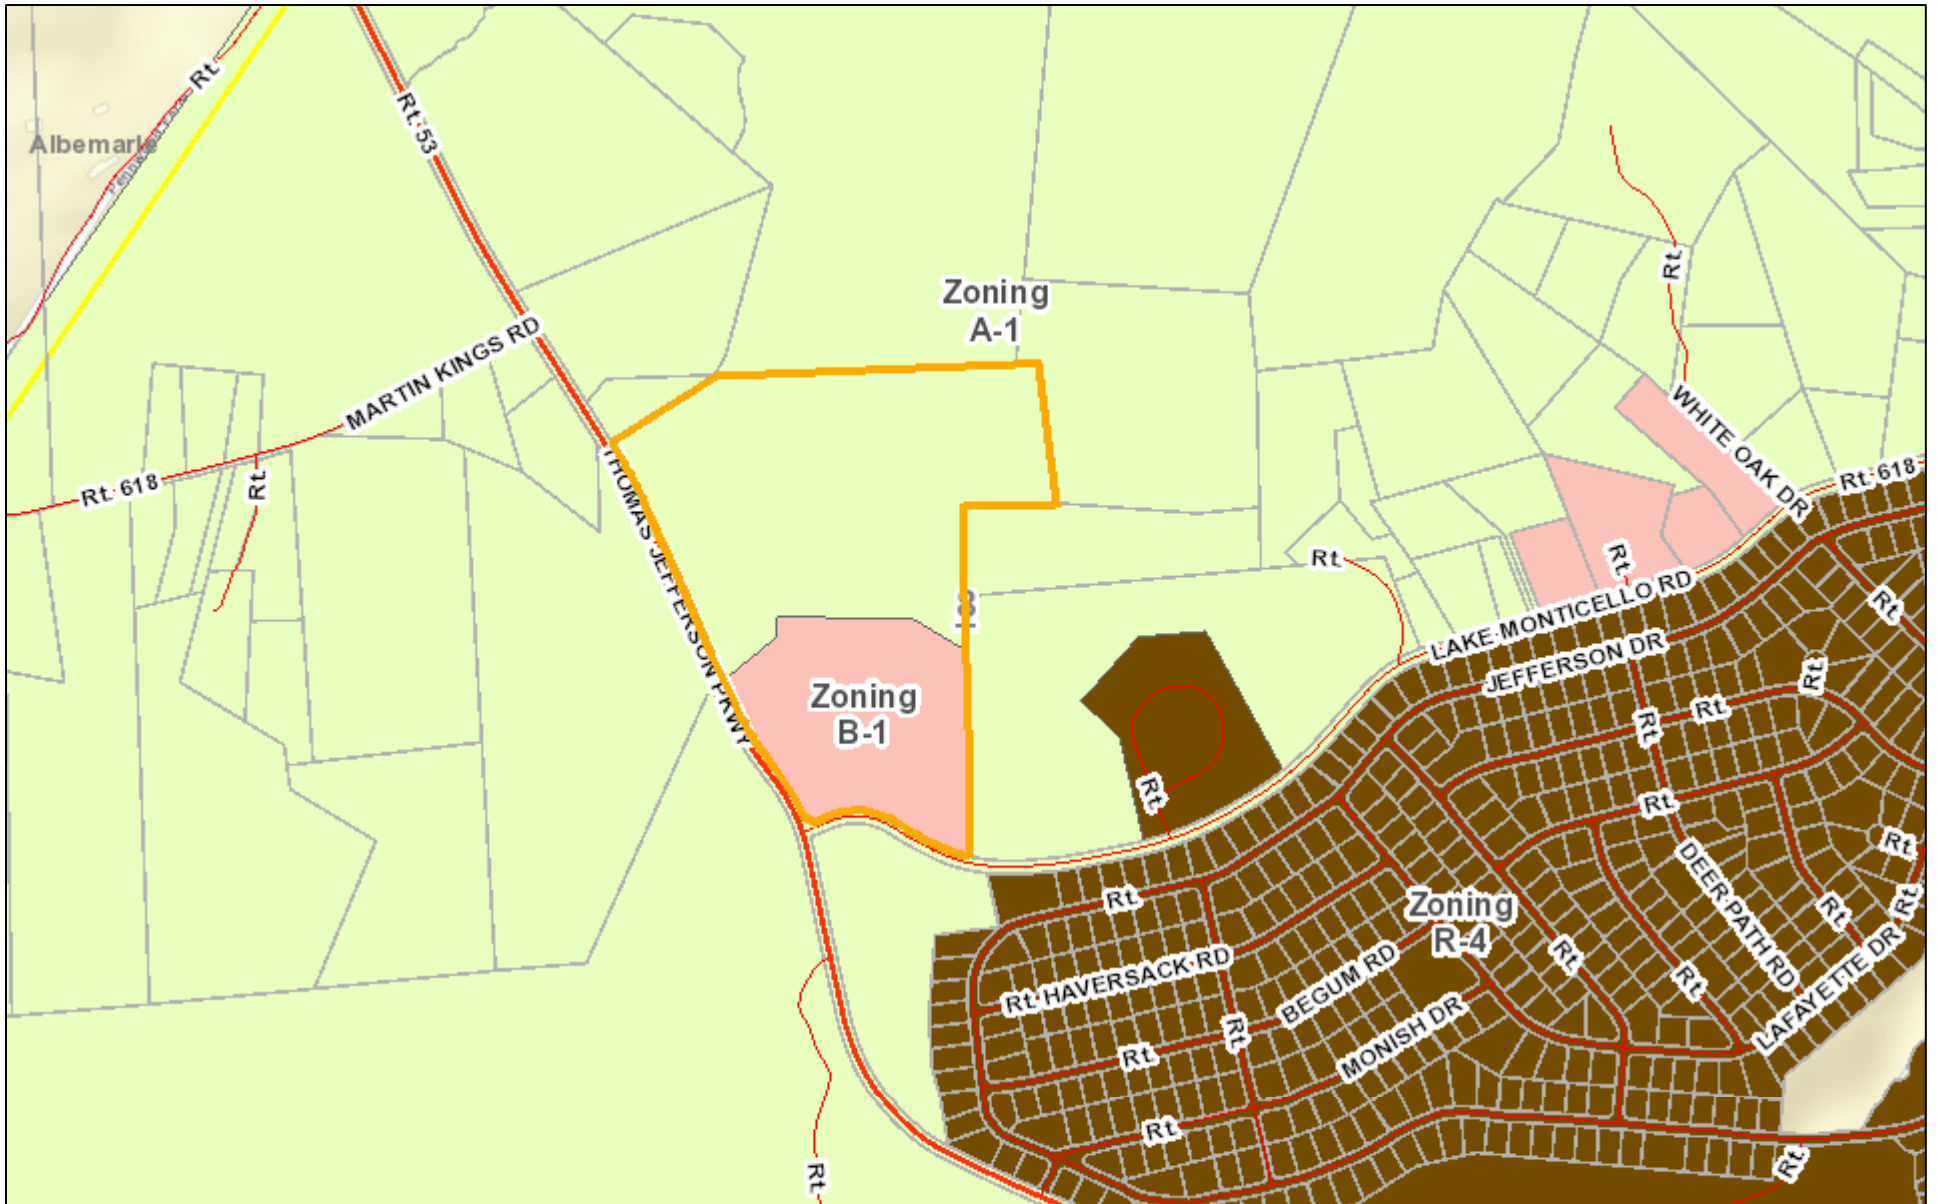 Rt.
Albemarle
Rt. 53
Zoning
A-1
Rt.
MARTIN KINGS RD
WHITE OAK DR
Rt. 618
Rt. 618
Rt.
THOMAS JEFFERSON PKWY
Rt.
Rt.
LAKE MONTICELLO RD
Rt.
JEFFERSON DR
Rt.
Zoning
B-1
Rt.
Rt.
Rt.
Rt.
DEER PATH RD
Rt.
Rt.
Rt.
Zoning
R-4
Rt.
Rt.
Rt. HAVERSACK RD
BEGUM RD
Rt.
LAFAYETTE DR
MONISH DR
Rt.
Rt.
Rt.
Rt.
Rt.